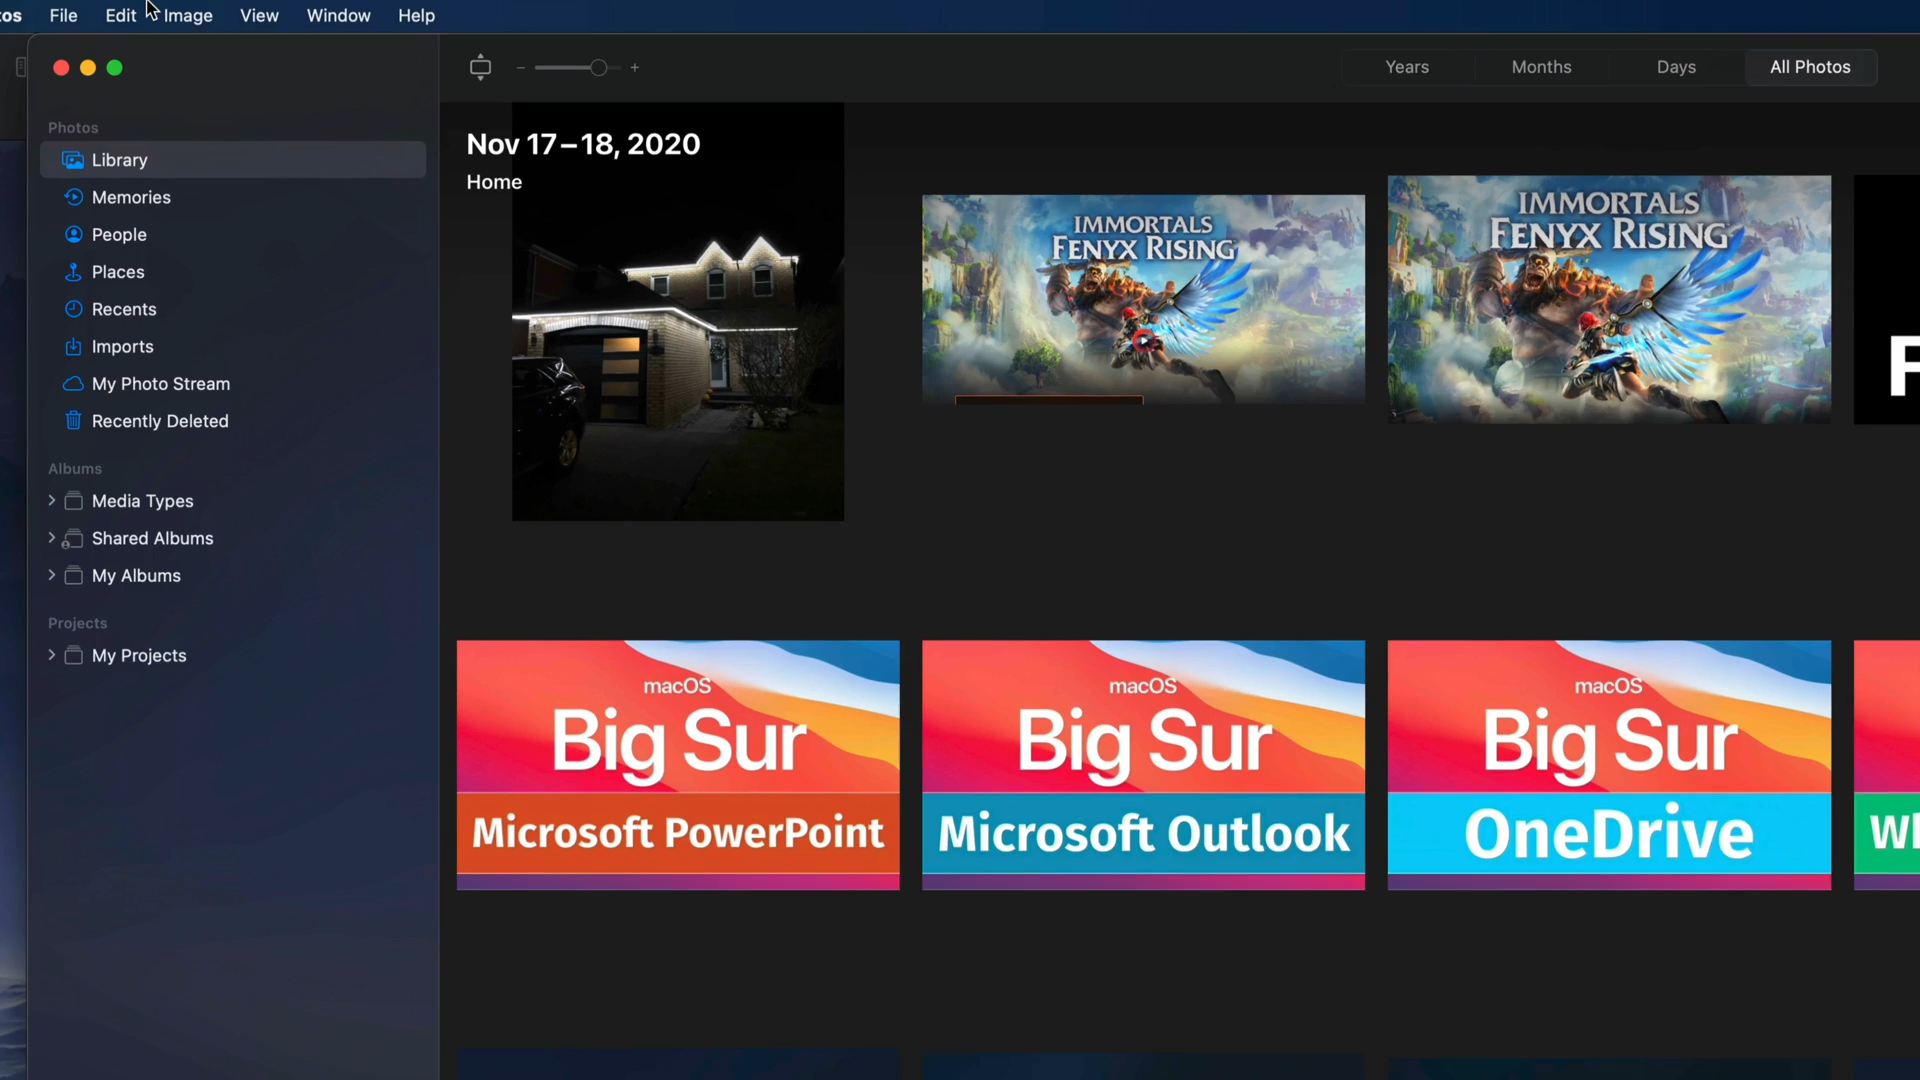 tos File Edit Image View Window Help
Years Months Days All Photos
Photos
Library
Memories
People
Places
Recents
Imports
My Photo Stream
Recently Deleted
Albums
Media Types
Shared Albums
My Albums
Projects
My Projects
Nov 17–18, 2020
Home
IMMORTALS
FENYX RISING
IMMORTALS
FENYX RISING
F
macOS
Big Sur
Microsoft PowerPoint
macOS
Big Sur
Microsoft Outlook
macOS
Big Sur
OneDrive